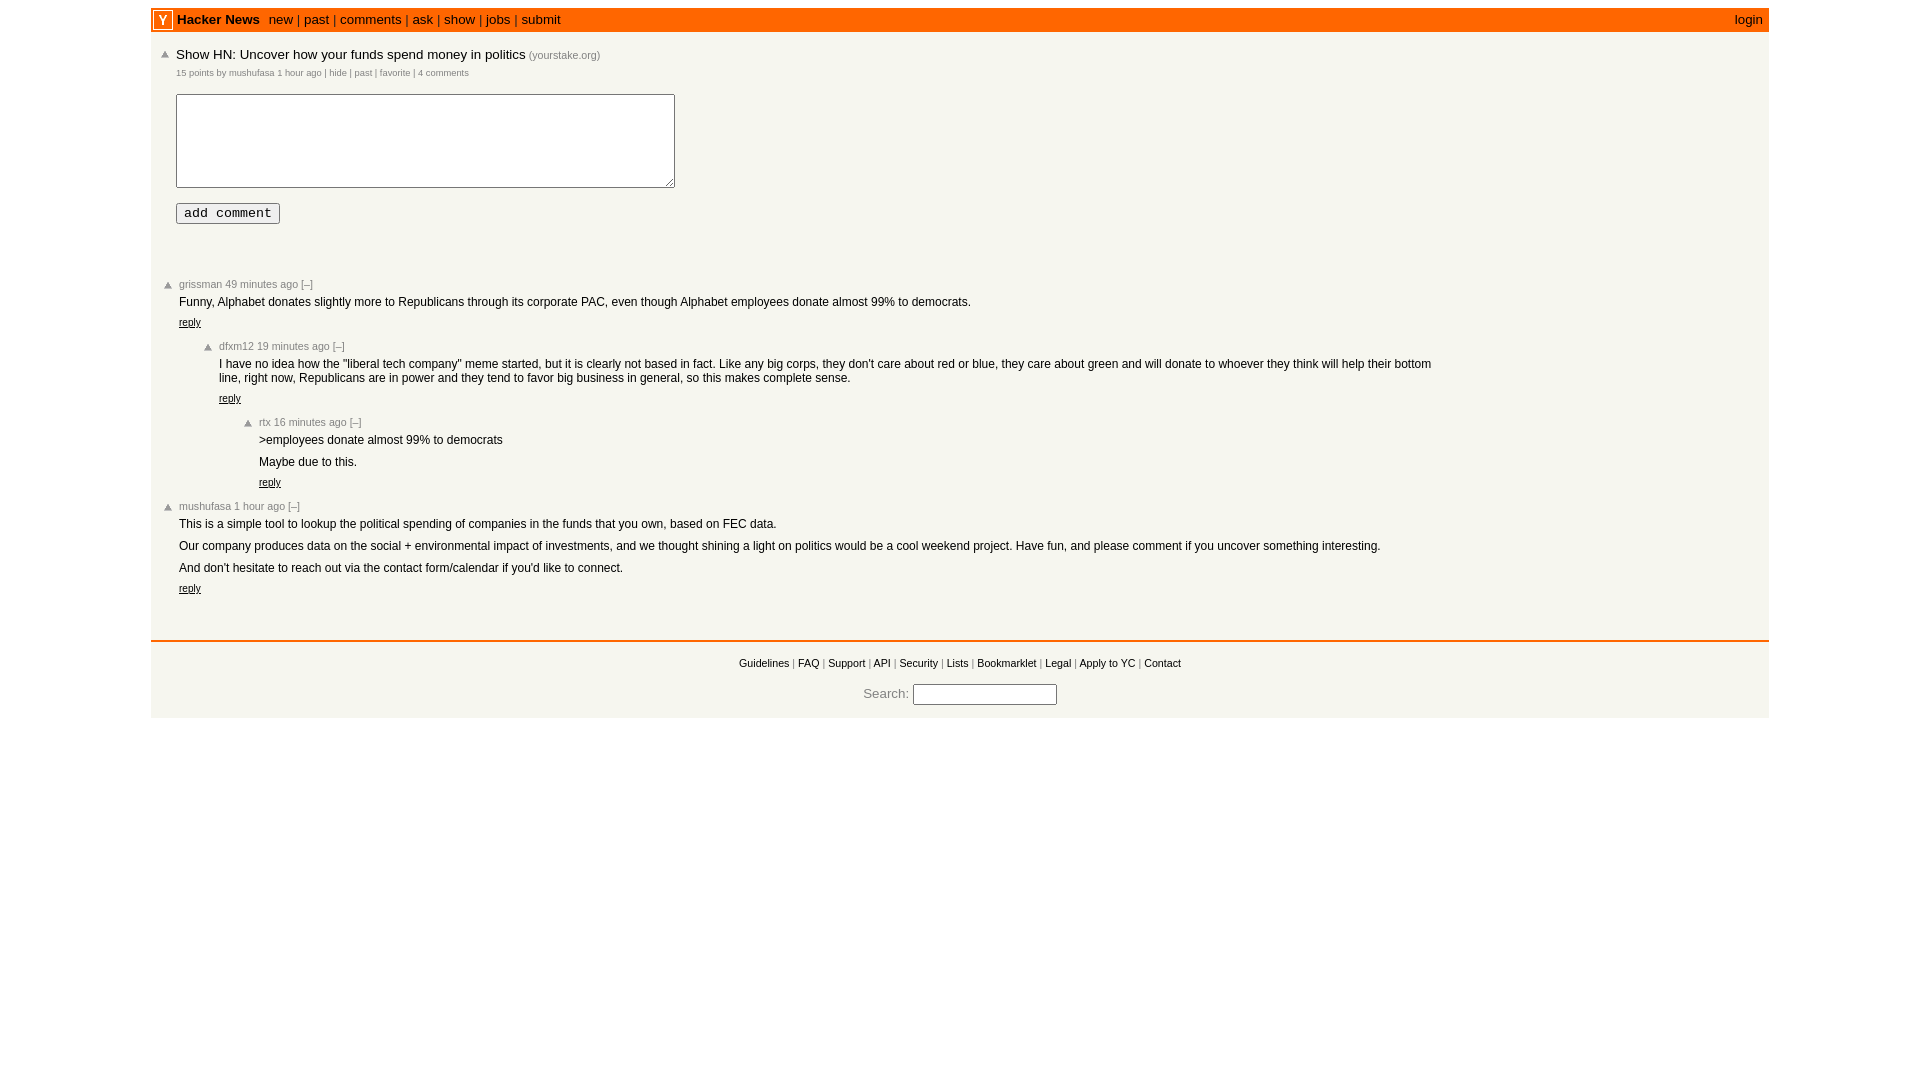 Y Hacker News new | past | comments | ask | show | jobs | submit login
Show HN: Uncover how your funds spend money in politics (yourstake.org)
15 points by mushufasa 1 hour ago | hide | past | favorite | 4 comments
add comment
grissman 49 minutes ago [–]
Funny, Alphabet donates slightly more to Republicans through its corporate PAC, even though Alphabet employees donate almost 99% to democrats.
reply
dfxm12 19 minutes ago [–]
I have no idea how the "liberal tech company" meme started, but it is clearly not based in fact. Like any big corps, they don't care about red or blue, they care about green and will donate to whoever they think will help their bottom
line, right now, Republicans are in power and they tend to favor big business in general, so this makes complete sense.
reply
rtx 16 minutes ago [–]
>employees donate almost 99% to democrats
Maybe due to this.
reply
mushufasa 1 hour ago [–]
This is a simple tool to lookup the political spending of companies in the funds that you own, based on FEC data.
Our company produces data on the social + environmental impact of investments, and we thought shining a light on politics would be a cool weekend project. Have fun, and please comment if you uncover something interesting.
And don't hesitate to reach out via the contact form/calendar if you'd like to connect.
reply
Guidelines | FAQ | Support | API | Security | Lists | Bookmarklet | Legal | Apply to YC | Contact
Search: